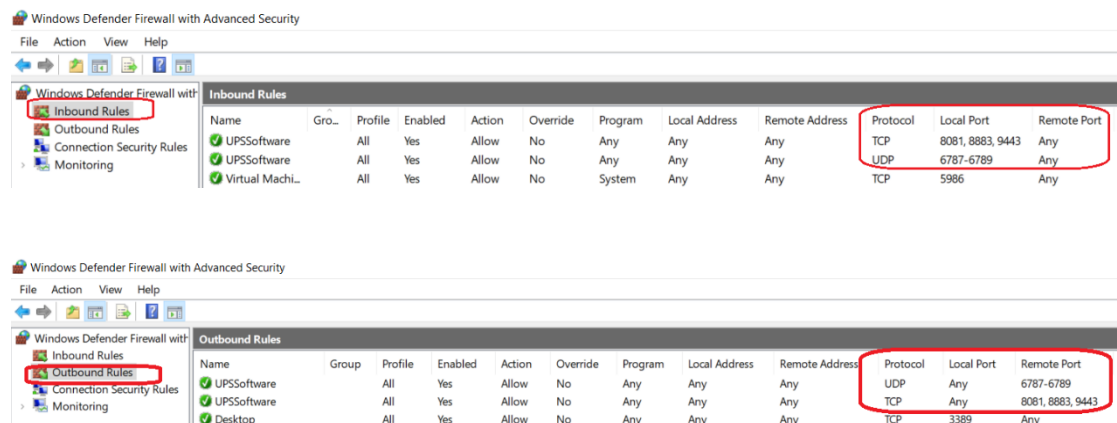 Windows Defender Firewall with Advanced Security
File Action View Help
Windows Defender Firewall with
Inbound Rules
Outbound Rules
Connection Security Rules
Monitoring
Inbound Rules
Name Gro... Profile Enabled Action Override Program Local Address Remote Address Protocol Local Port Remote Port
UPSSoftware All Yes Allow No Any Any Any TCP 8081, 8883, 9443 Any
UPSSoftware All Yes Allow No Any Any Any UDP 6787-6789 Any
Virtual Machi... All Yes Allow No System Any Any TCP 5986 Any
Windows Defender Firewall with Advanced Security
File Action View Help
Windows Defender Firewall with
Inbound Rules
Outbound Rules
Connection Security Rules
Monitoring
Outbound Rules
Name Group Profile Enabled Action Override Program Local Address Remote Address Protocol Local Port Remote Port
UPSSoftware All Yes Allow No Any Any Any UDP Any 6787-6789
UPSSoftware All Yes Allow No Any Any Any TCP Any 8081, 8883, 9443
Desktop All Yes Allow No Any Any Any TCP 3389 Any